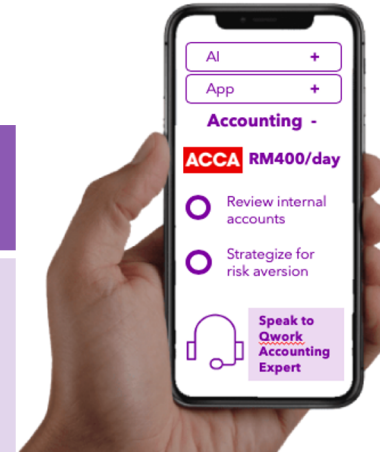 AI +
App +
Accounting -
ACCA RM400/day
Review internal
accounts
Strategize for
risk aversion
Speak to
Qwork
Accounting
Expert